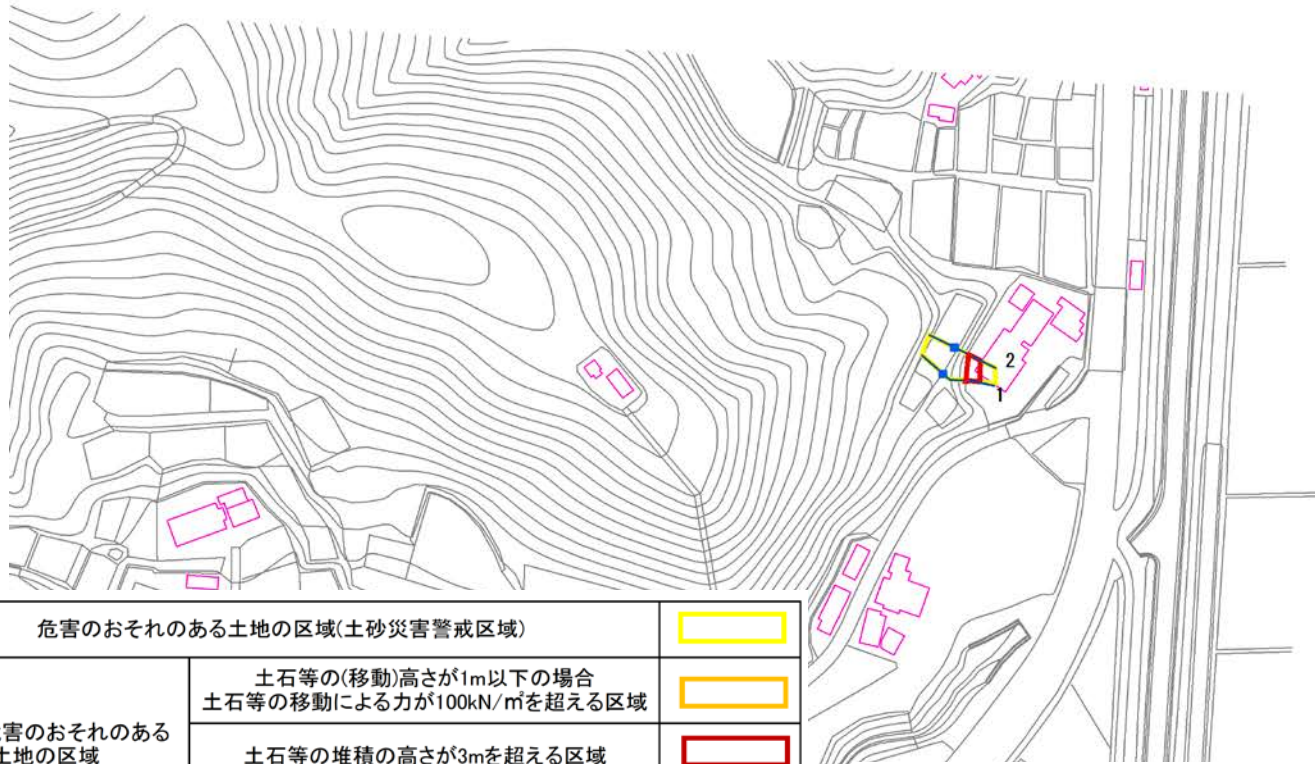 2
1
危害のおそれのある土地の区域(土砂災害警戒区域)
土石等の(移動)高さが1m以下の場合
土石等の移動による力が100kN/㎡を超える区域
害のおそれのある
土地の区域
土石等の堆積の高さが3mを超える区域